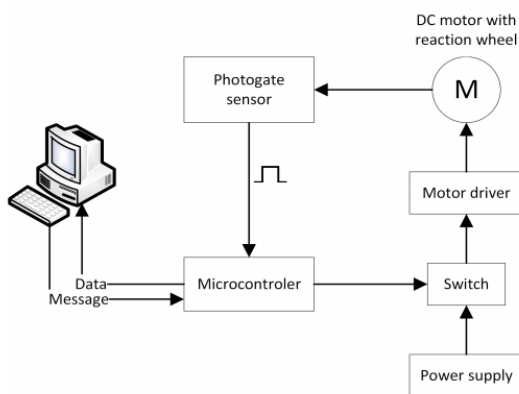 DC motor with
reaction wheel
Photogate
sensor
M
Motor driver
Data
Message
Microcontroler
Switch
Power supply